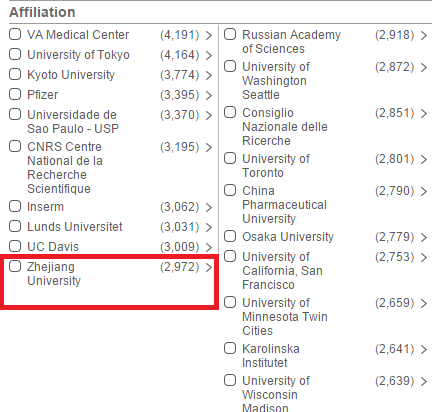 Affiliation
VA Medical Center (4,191)
University of Tokyo (4,164)
Kyoto University (3,774)
Pfizer (3,395)
Universidade de (3,370)
Sao Paulo - USP
CNRS Centre (3,195)
National de la
Recherche
Scientifique
Inserm (3,062)
Lunds Universitet (3,031)
UC Davis (3,009)
Zhejiang (2,972)
University
Russian Academy (2,918)
of Sciences
University of (2,872)
Washington
Seattle
Consiglio (2,851)
Nazionale delle
Ricerche
University of (2,801)
Toronto
China (2,790)
Pharmaceutical
University
Osaka University (2,779)
University of (2,753)
California, San
Francisco
University of (2,659)
Minnesota Twin
Cities
Karolinska (2,641)
Institutet
University of (2,639)
Wisconsin
Madison